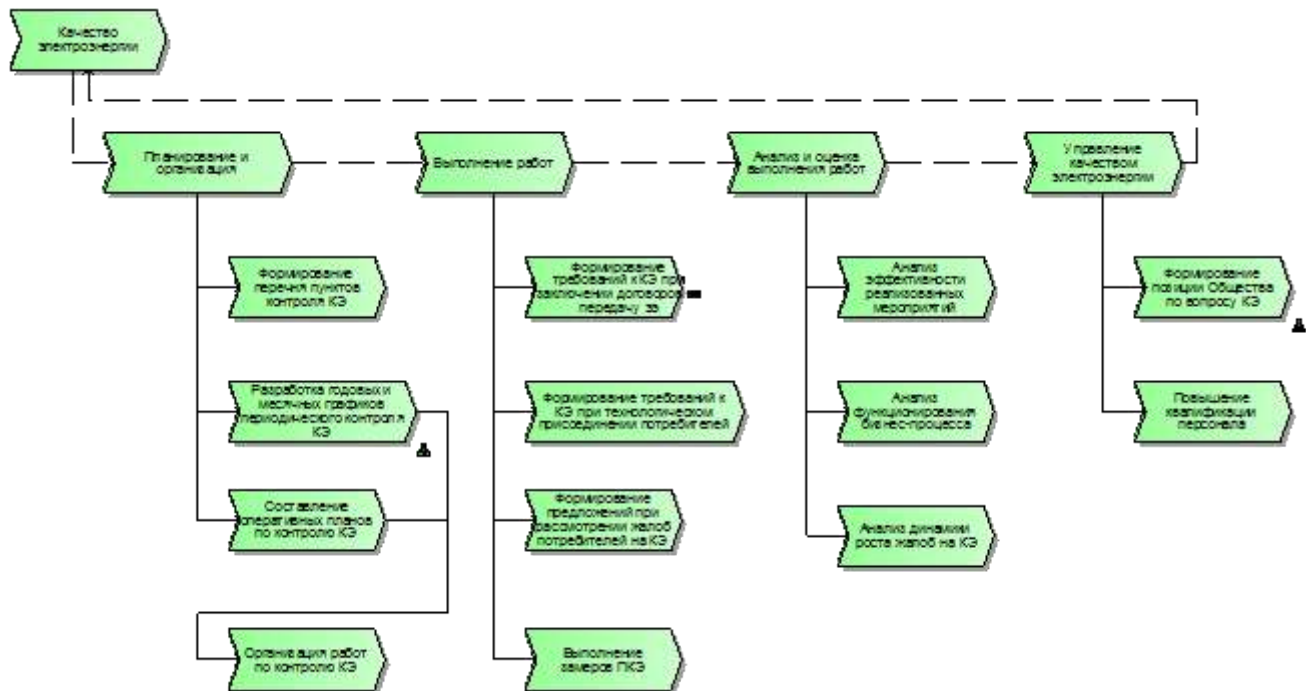 Качество
электроэнергии
Планирование и
организация
Выполнение работ
Анализ и оценка
выполнения работ
Управление
качеством
электроэнергии
Формирование
перечня пунктов
контроля КЭ
Формирование
требований к КЭ при
заключении договоров
передачу ээ
Анализ
эффективности
реализованных
мероприятий
Формирование
позиции Общества
по вопросу КЭ
Разработка годовых и
месячных графиков
периодического контроля
КЭ
Формирование требований к
КЭ при технологическом
присоединении потребителей
Анализ
функционирования
бизнес-процесса
Повышение
квалификации
персонала
Составление
оперативных планов
по контролю КЭ
Формирование
предложений при
рассмотрении жалоб
потребителей на КЭ
Анализ динамики
роста жалоб на КЭ
Организация работ
по контролю КЭ
Выполнение
замеров ПКЭ